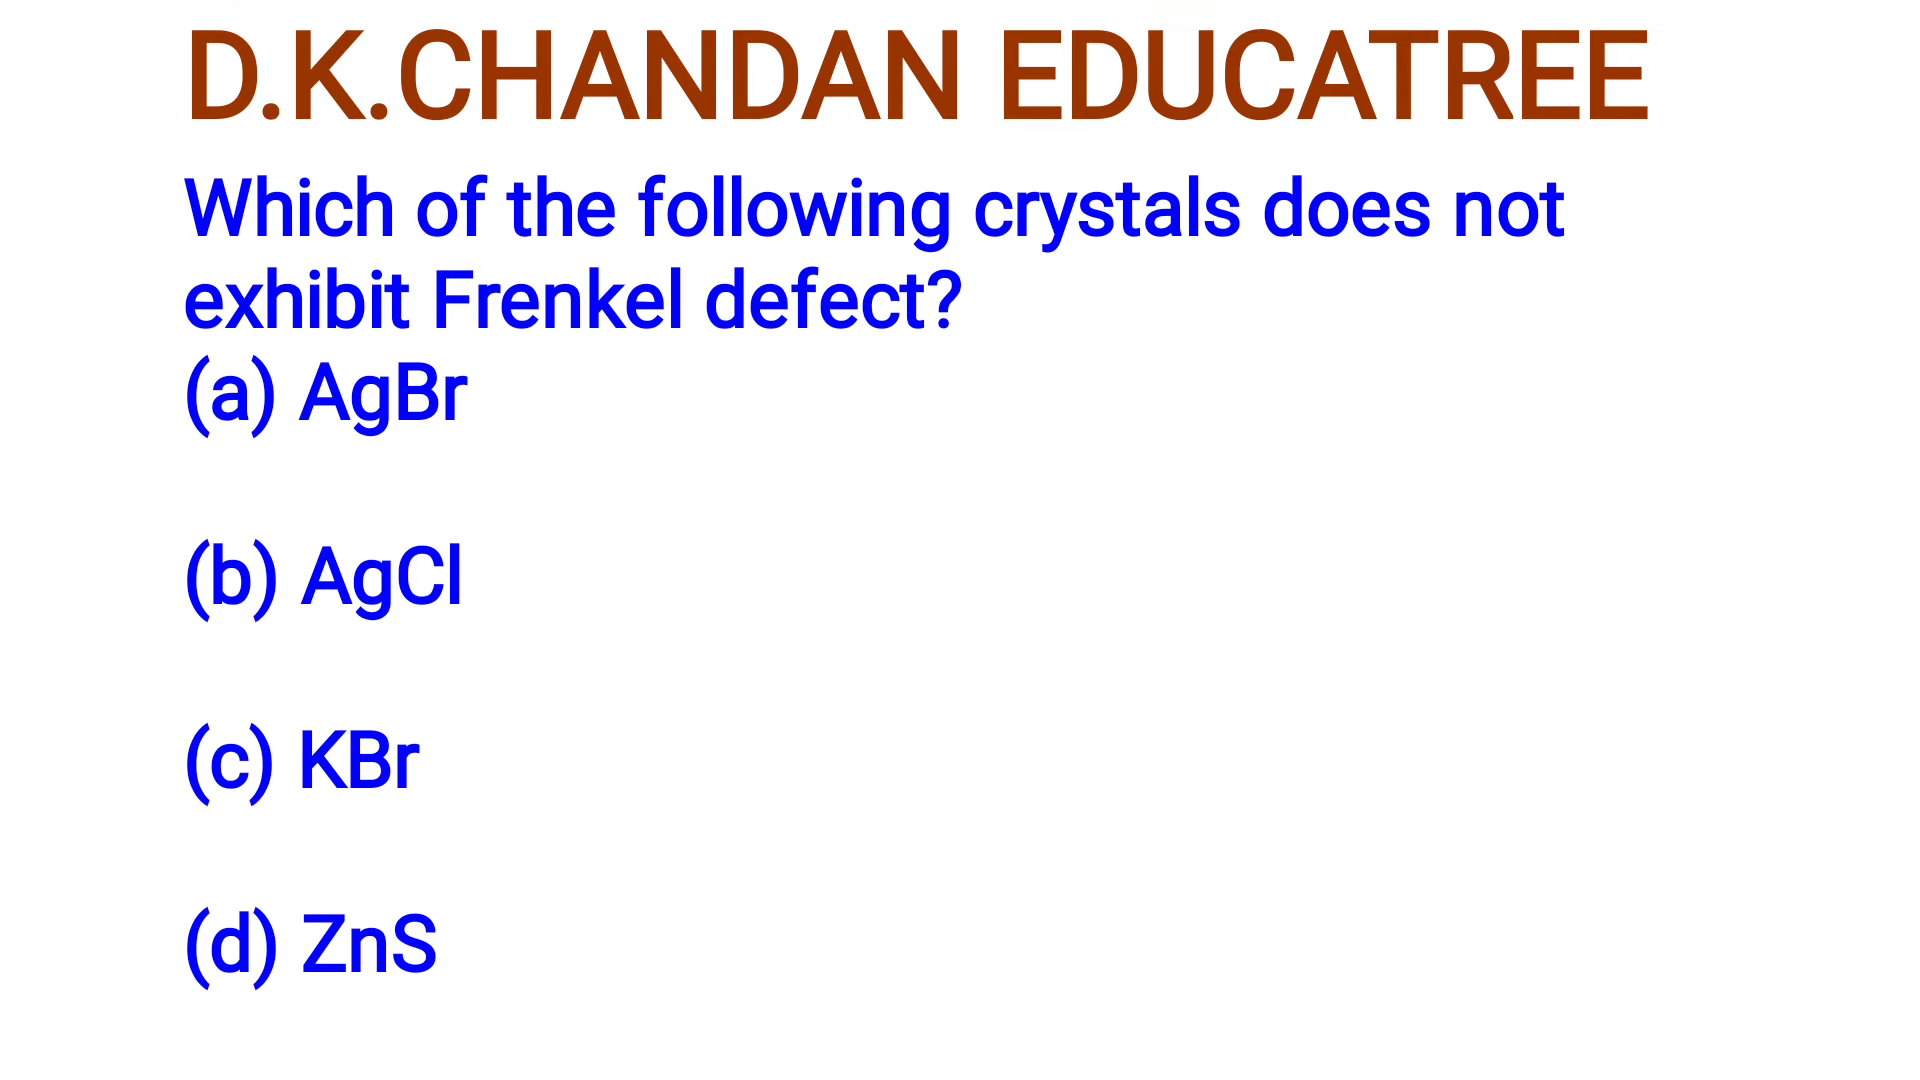 D.K.CHANDAN EDUCATREE
Which of the following crystals does not
exhibit Frenkel defect?
(a) AgBr
(b) AgCl
(c) KBr
(d) ZnS